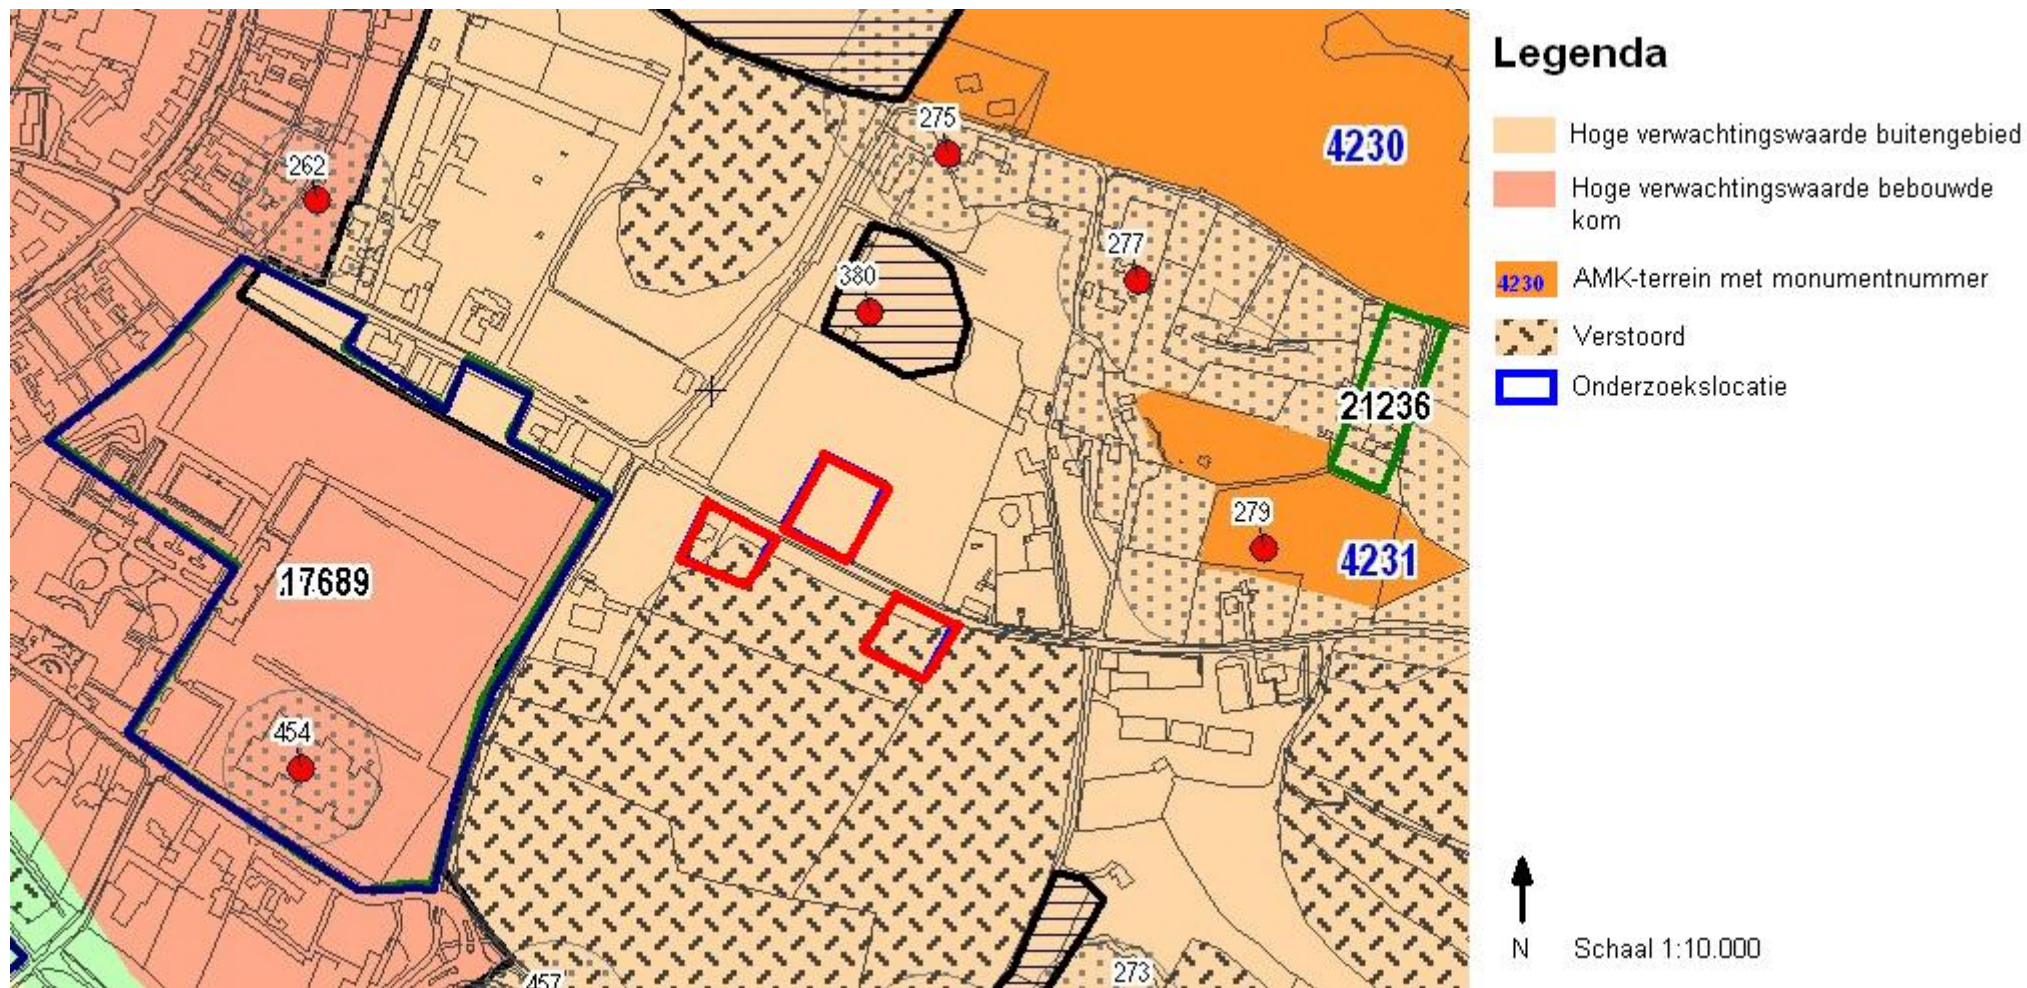 Legenda
Hoge verwachtingswaarde buitengebied
Hoge verwachtingswaarde bebouwde
kom
4230 AMK-terrein met monumentnummer
Verstoord
Onderzoekslocatie
N Schaal 1:10.000
275
4230
262
277
380
21236
279
4231
17689
454
457
273